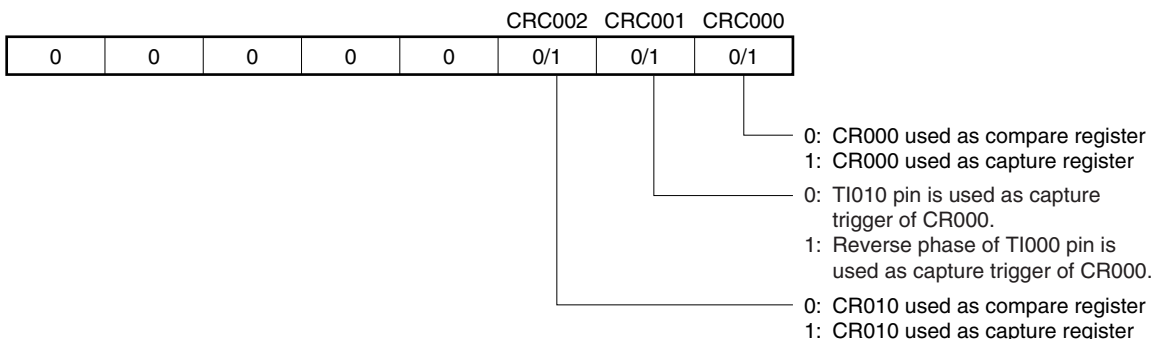 CRC002 CRC001 CRC000
0 0 0 0 0 0/1 0/1 0/1
0: CR000 used as compare register
1: CR000 used as capture register
0: TI010 pin is used as capture
trigger of CR000.
1: Reverse phase of TI000 pin is
used as capture trigger of CR000.
0: CR010 used as compare register
1: CR010 used as capture register